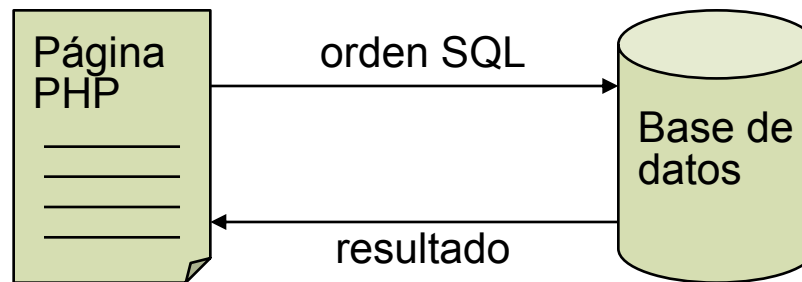 Página
PHP
orden SQL
Base de
datos
resultado